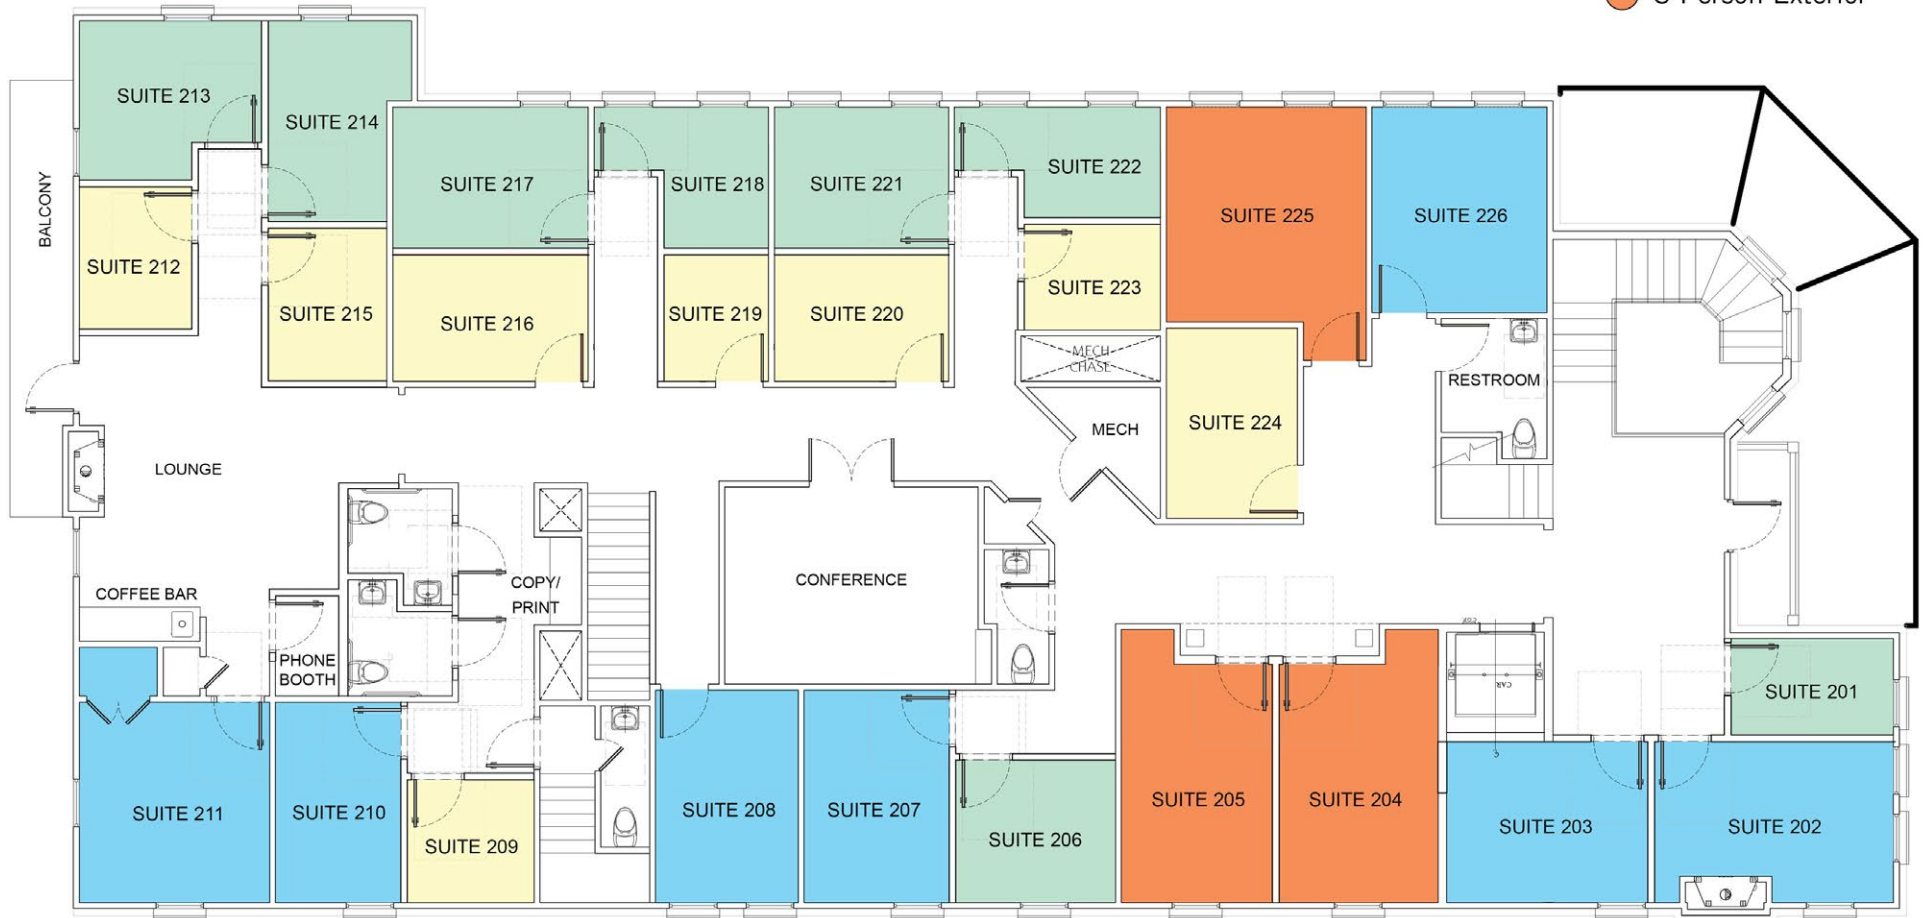 SUITE 213
SUITE 214
SUITE 217
SUITE 218
SUITE 221
SUITE 222
SUITE 225
SUITE 226
BALCONY
SUITE 212
SUITE 215
SUITE 216
SUITE 219
SUITE 220
SUITE 223
MECH
CHASE
SUITE 224
RESTROOM
MECH
LOUNGE
COFFEE BAR
COPY/
PRINT
CONFERENCE
PHONE
BOOTH
CAR
SUITE 201
SUITE 211
SUITE 210
SUITE 209
SUITE 208
SUITE 207
SUITE 206
SUITE 205
SUITE 204
SUITE 203
SUITE 202